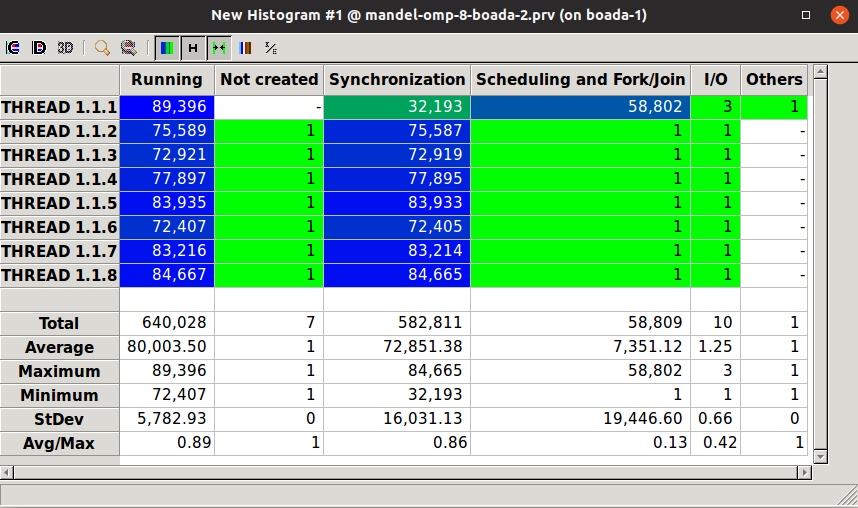 New Histogram #1 @ mandel-omp-8-boada-2.prv (on boada-1)
C D 3D H
Running Not created Synchronization Scheduling and Fork/Join I/O Others
THREAD 1.1.1 89,396 - 32,193 58,802 3 1
THREAD 1.1.2 75,589 1 75,587 1 1 -
THREAD 1.1.3 72,921 1 72,919 1 1 -
THREAD 1.1.4 77,897 1 77,895 1 1 -
THREAD 1.1.5 83,935 1 83,933 1 1 -
THREAD 1.1.6 72,407 1 72,405 1 1 -
THREAD 1.1.7 83,216 1 83,214 1 1 -
THREAD 1.1.8 84,667 1 84,665 1 1 -
Total 640,028 7 582,811 58,809 10 1
Average 80,003.50 1 72,851.38 7,351.12 1.25 1
Maximum 89,396 1 84,665 58,802 3 1
Minimum 72,407 1 32,193 1 1 1
StDev 5,782.93 0 16,031.13 19,446.60 0.66 0
Avg/Max 0.89 1 0.86 0.13 0.42 1